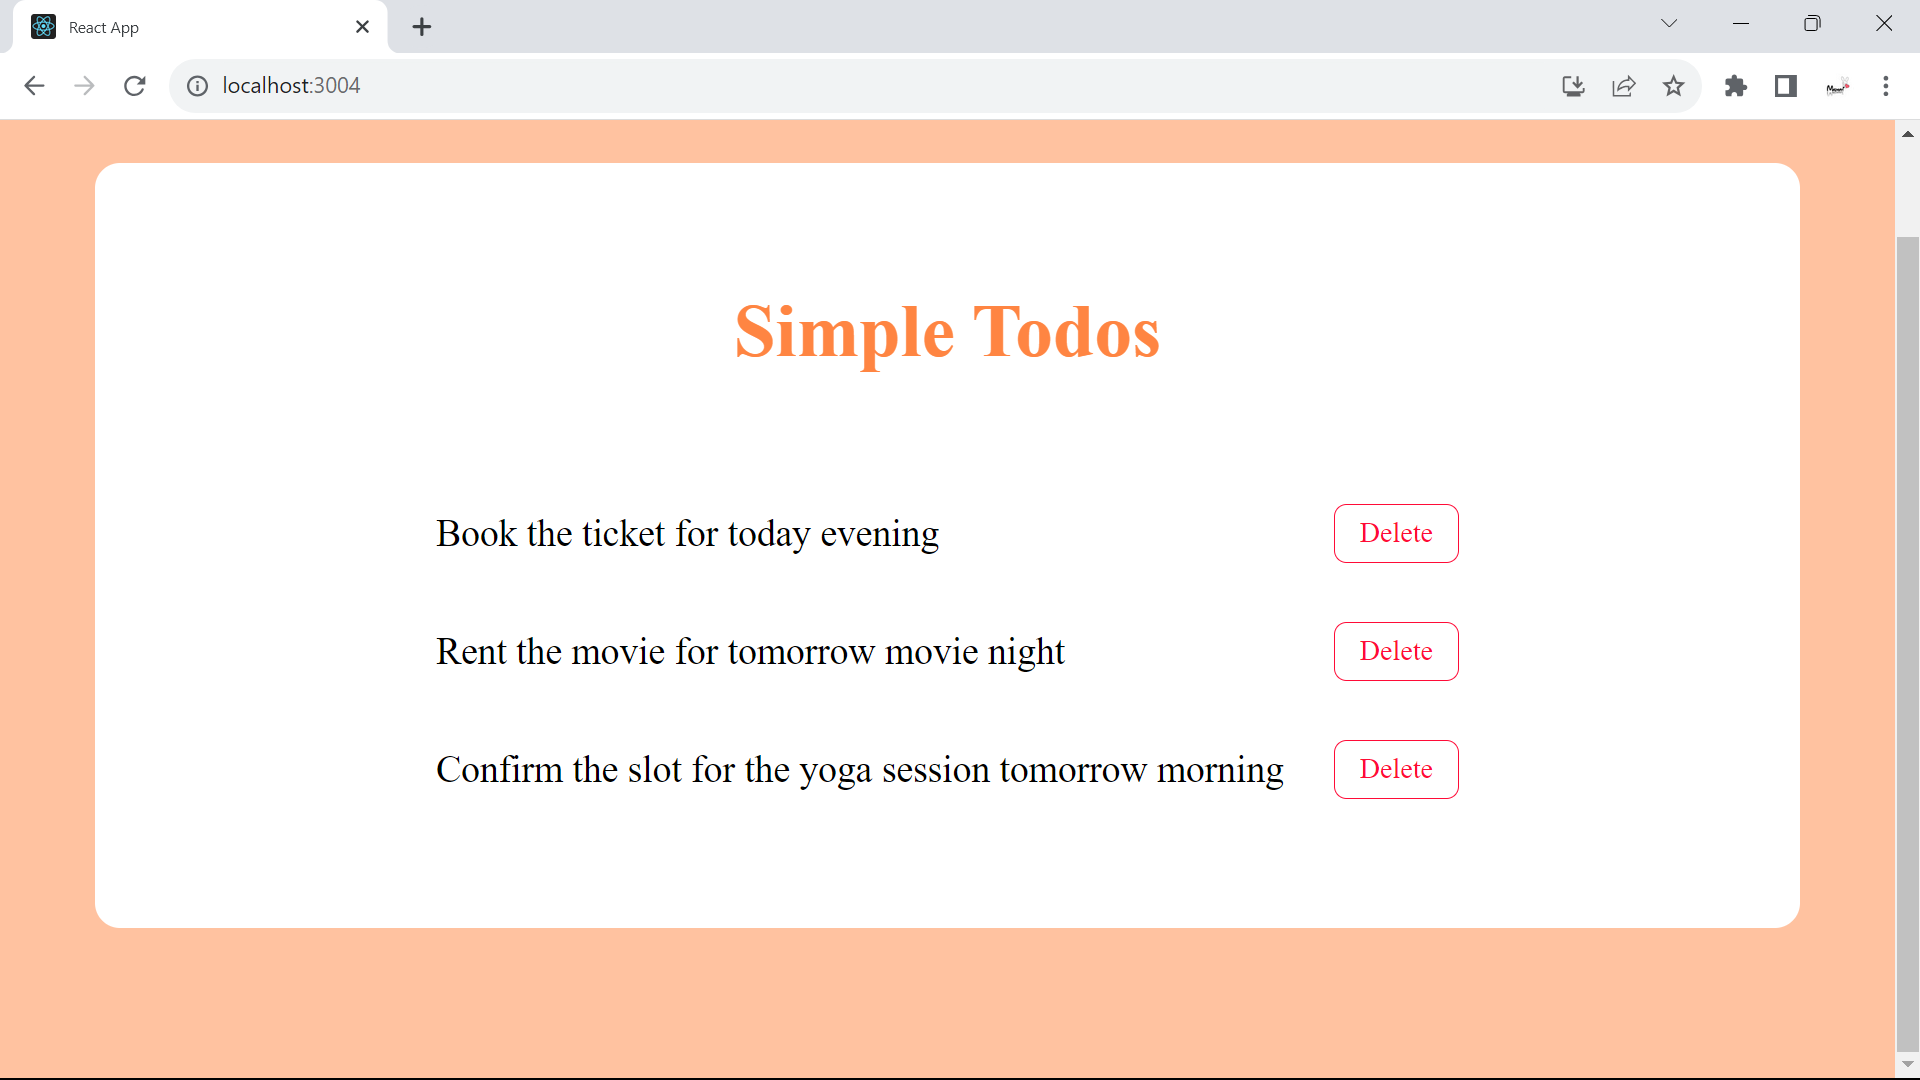 React App
localhost:3004
Simple Todos
Book the ticket for today evening
Delete
Rent the movie for tomorrow movie night
Delete
Confirm the slot for the yoga session tomorrow morning
Delete